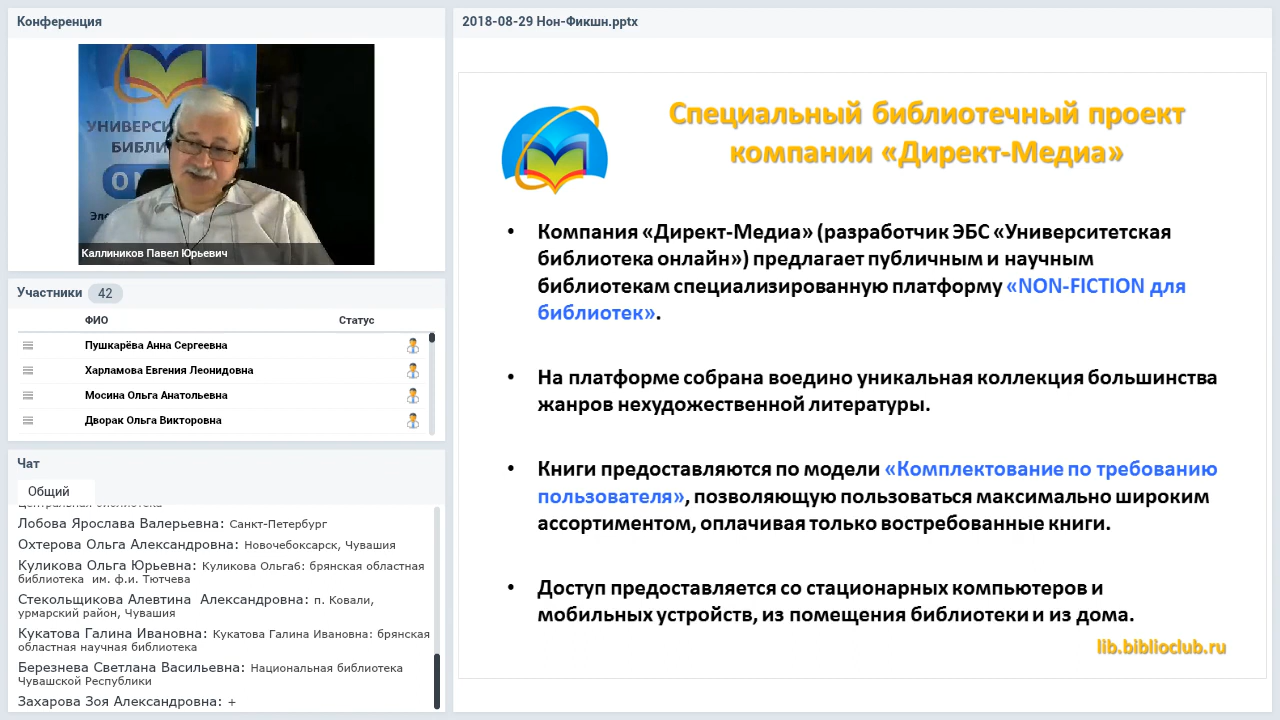 Конференция
УНИВЕРСИ
БИБЛИ
Каллиников Павел Юрьевич
Участники 42
ФИО Статус
Пушкарёва Анна Сергеевна
Харламова Евгения Леонидовна
Мосина Ольга Анатольевна
Дворак Ольга Викторовна
Чат
Общий
Лобова Ярослава Валерьевна: Санкт-Петербург
Охтерова Ольга Александровна: Новочебоксарск, Чувашия
Куликова Ольга Юрьевна: Куликова Ольга6: брянская областная
библиотека им. ф.и. Тютчева
Стекольщикова Алевтина Александровна: п. Ковали,
урмарский район, Чувашия
Кукатова Галина Ивановна: Кукатова Галина Ивановна: брянская
областная научная библиотека
Березнева Светлана Васильевна: Национальная библиотека
Чувашской Республики
Захарова Зоя Александровна: +
2018-08-29 Нон-Фикшн.pptx
Специальный библиотечный проект
компании «Директ-Медиа»
• Компания «Директ-Медиа» (разработчик ЭБС «Университетская
библиотека онлайн») предлагает публичным и научным
библиотекам специализированную платформу «NON-FICTION для
библиотек».
• На платформе собрана воедино уникальная коллекция большинства
жанров нехудожественной литературы.
• Книги предоставляются по модели «Комплектование по требованию
пользователя», позволяющую пользоваться максимально широким
ассортиментом, оплачивая только востребованные книги.
• Доступ предоставляется со стационарных компьютеров и
мобильных устройств, из помещения библиотеки и из дома.
lib.biblioclub.ru